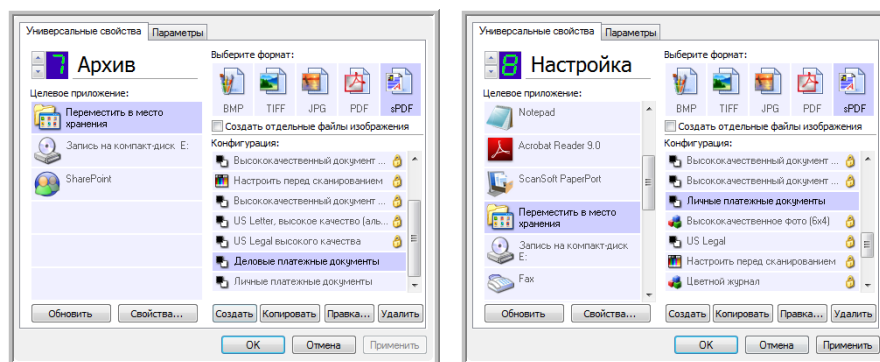 Универсальные свойства Параметры
7 Архив
Выберите формат:
BMP TIFF JPG PDF sPDF
Целевое приложение:
Переместить в место хранения
Запись на компакт-диск E:
SharePoint
Создать отдельные файлы изображения
Конфигурация:
Высококачественный документ ...
Настроить перед сканированием
Высококачественный документ ...
US Letter, высокое качество (аль...
US Legal высокого качества
Деловые платежные документы
Личные платежные документы
Обновить Свойства... Создать Копировать Правка... Удалить
OK Отмена Применить
Универсальные свойства Параметры
8 Настройка
Выберите формат:
BMP TIFF JPG PDF sPDF
Целевое приложение:
Notepad
Acrobat Reader 9.0
ScanSoft PaperPort
Переместить в место хранения
Запись на компакт-диск E:
Fax
Создать отдельные файлы изображения
Конфигурация:
Высококачественный документ ...
Высококачественный документ ...
Личные платежные документы
Высококачественное фото (6x4)
US Legal
Настроить перед сканированием
Цветной журнал
Обновить Свойства... Создать Копировать Правка... Удалить
OK Отмена Применить